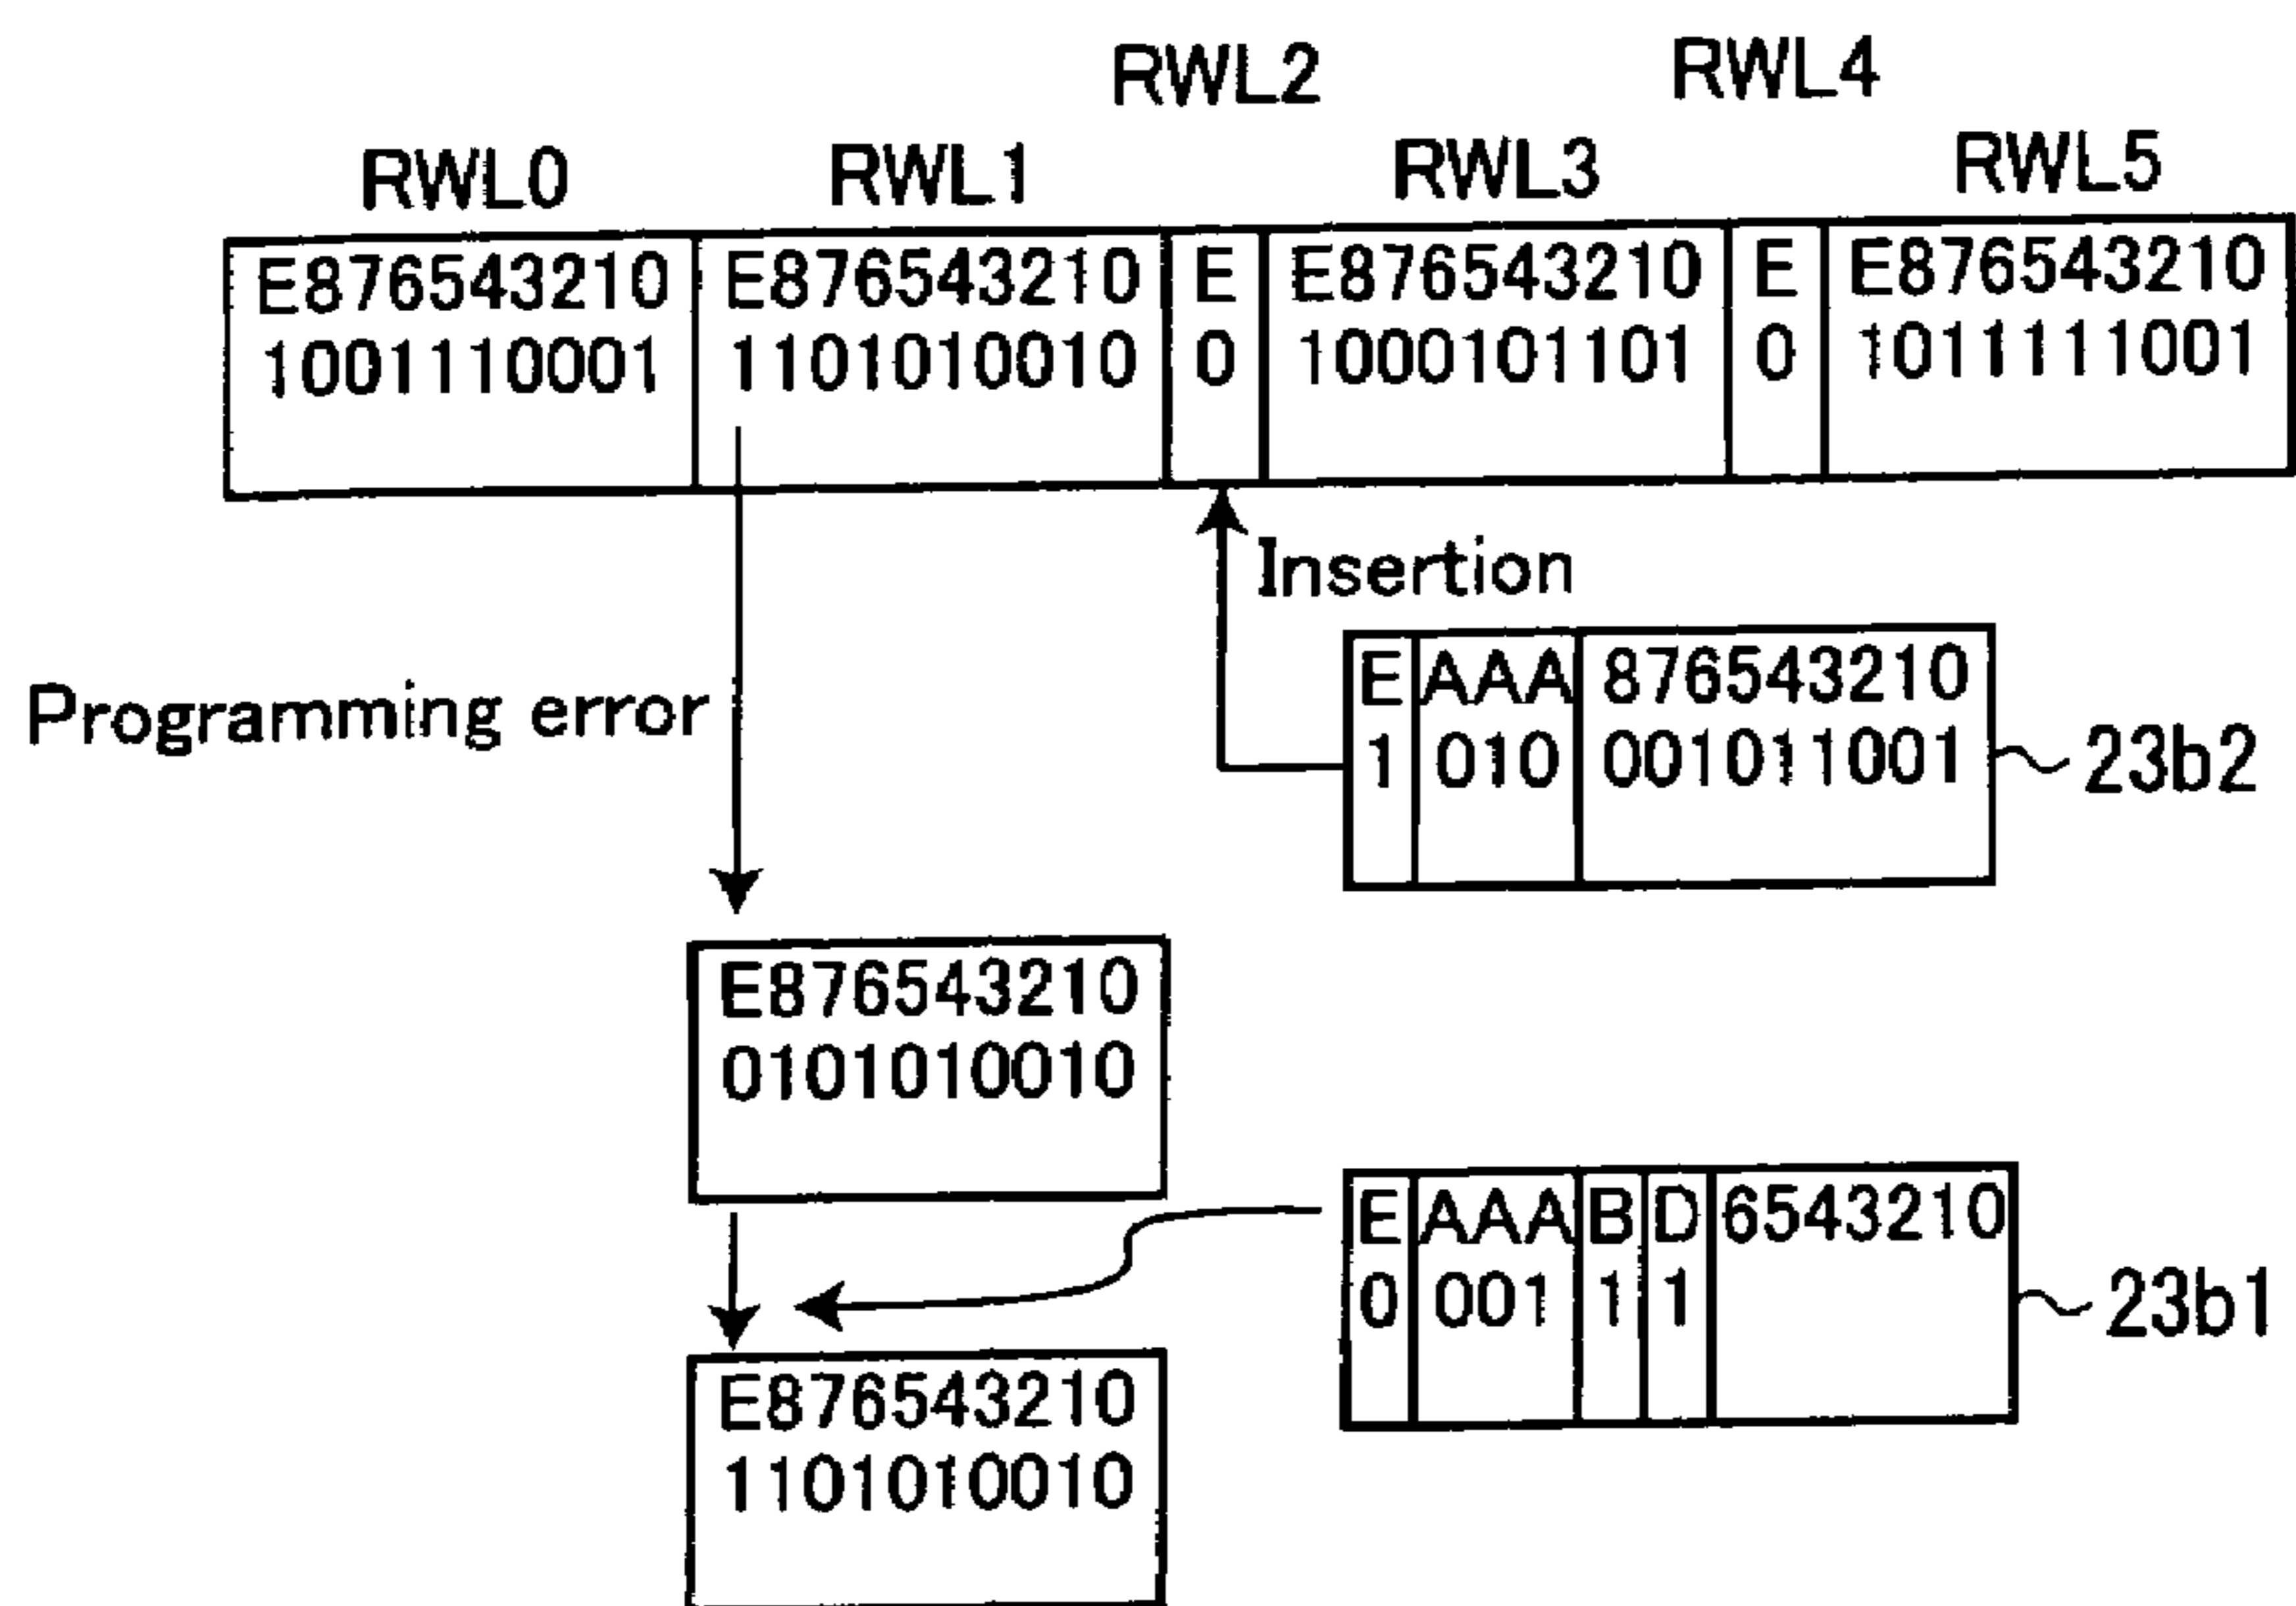 RWL2 RWL4
RWL0 RWL1 RWL3 RWL5
E876543210 E876543210 E E876543210 E E876543210
1001110001 1101010010 0 1000101101 0 1011111001
Insertion
E AAA 876543210
Programming error
1 010 001011001 23b2
E876543210
0101010010
E AAA B D 6543210
0 001 1 1 23b1
E876543210
1101010010